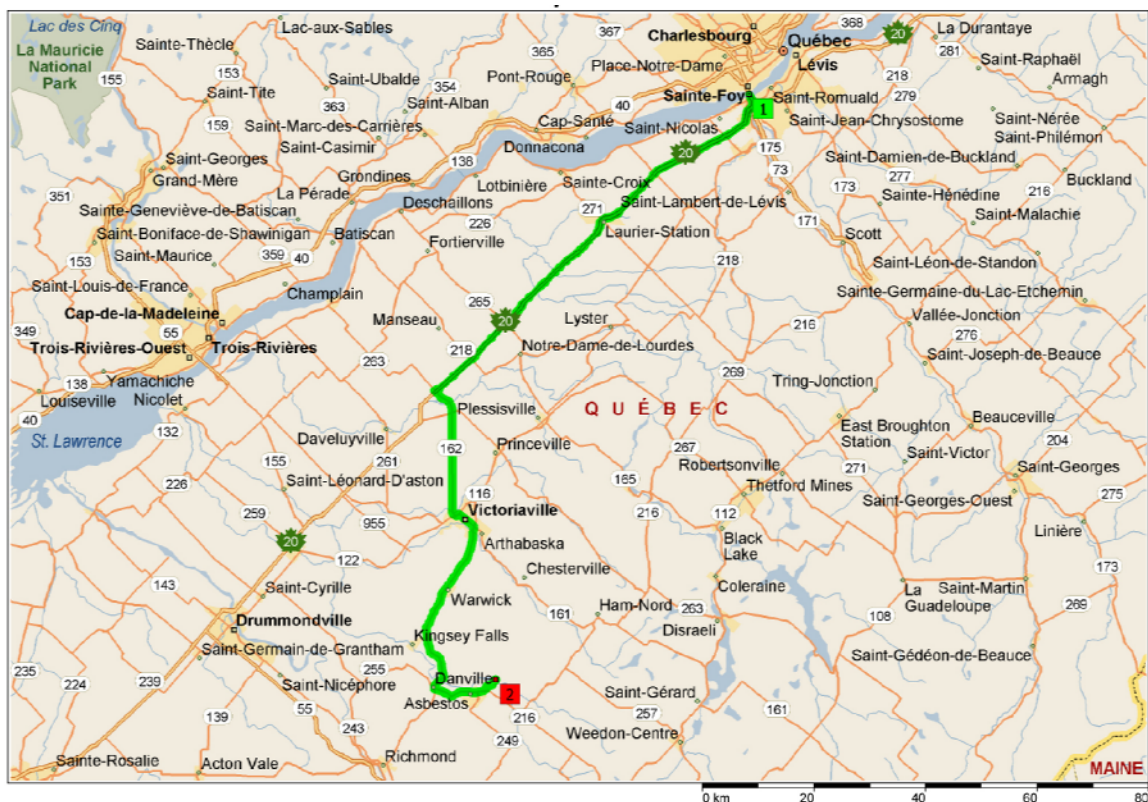 Lac des Cinq
La Mauricie
National
Park
Lac-aux-Sables
Sainte-Thècle
155
153
Saint-Tite
Saint-Ubalde
363
354
Saint-Alban
159
Saint-Marc-des-Carrières
Saint-Casimir
365
367
Pont-Rouge
Charlesbourg
Place-Notre-Dame
Québec
Lévis
368
20
La Durantaye
281
Saint-Raphaël
Armagh
218
279
Sainte-Foy
1
Saint-Romuald
Saint-Jean-Chrysostome
Saint-Nicolas
40
Cap-Santé
Donnacona
138
20
175
73
Saint-Nérée
Saint-Philémon
Saint-Damien-de-Buckland
277
Buckland
173
Sainte-Hénédine
216
Saint-Malachie
171
Scott
Saint-Léon-de-Standon
Saint-Georges
Grand-Mère
351
La Pérade
Grondines
Lotbinière
Sainte-Croix
Deschaillons
Sainte-Geneviève-de-Batiscan
Saint-Boniface-de-Shawinigan
Batiscan
226
271
Saint-Lambert-de-Lévis
Laurier-Station
Fortierville
153
Saint-Maurice
359
40
218
Saint-Louis-de-France
Champlain
Sainte-Germaine-du-Lac-Etchemin
Cap-de-la-Madeleine
265
20
Manseau
Lyster
216
Vallée-Jonction
276
349
55
Trois-Rivières-Ouest
Trois-Rivières
218
Notre-Dame-de-Lourdes
Saint-Joseph-de-Beauce
263
269
Tring-Jonction
138
Yamachiche
Louiseville
Nicolet
40
St. Lawrence
132
Plessisville
QUÉBEC
Beauceville
East Broughton
Station
204
Daveluyville
162
Princeville
267
Saint-Victor
155
261
Robertsonville
271
Saint-Georges
226
Saint-Léonard-D'aston
165
Thetford Mines
Saint-Georges-Ouest
275
116
259
Victoriaville
216
112
Linière
955
20
Arthabaska
Black
Lake
122
Chesterville
173
143
Saint-Cyrille
Warwick
Coleraine
La
Guadeloupe
Saint-Martin
161
Ham-Nord
263
108
269
Drummondville
Kingsey Falls
Disraeli
Saint-Germain-de-Grantham
Saint-Gédéon-de-Beauce
235
224
239
255
Danville
2
Saint-Nicéphore
Asbestos
Saint-Gérard
161
139
55
216
257
243
249
Weedon-Centre
Richmond
Sainte-Rosalie
Acton Vale
MAINE
0 km
20
40
60
80